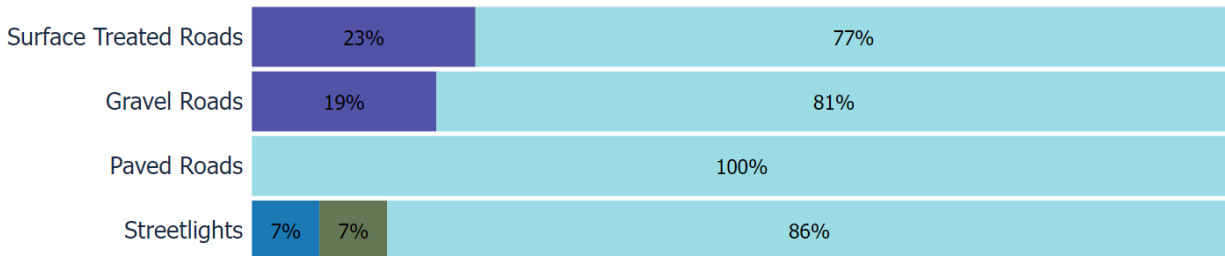 Surface Treated Roads 23% 77%
Gravel Roads 19% 81%
Paved Roads 100%
Streetlights 7% 7% 86%